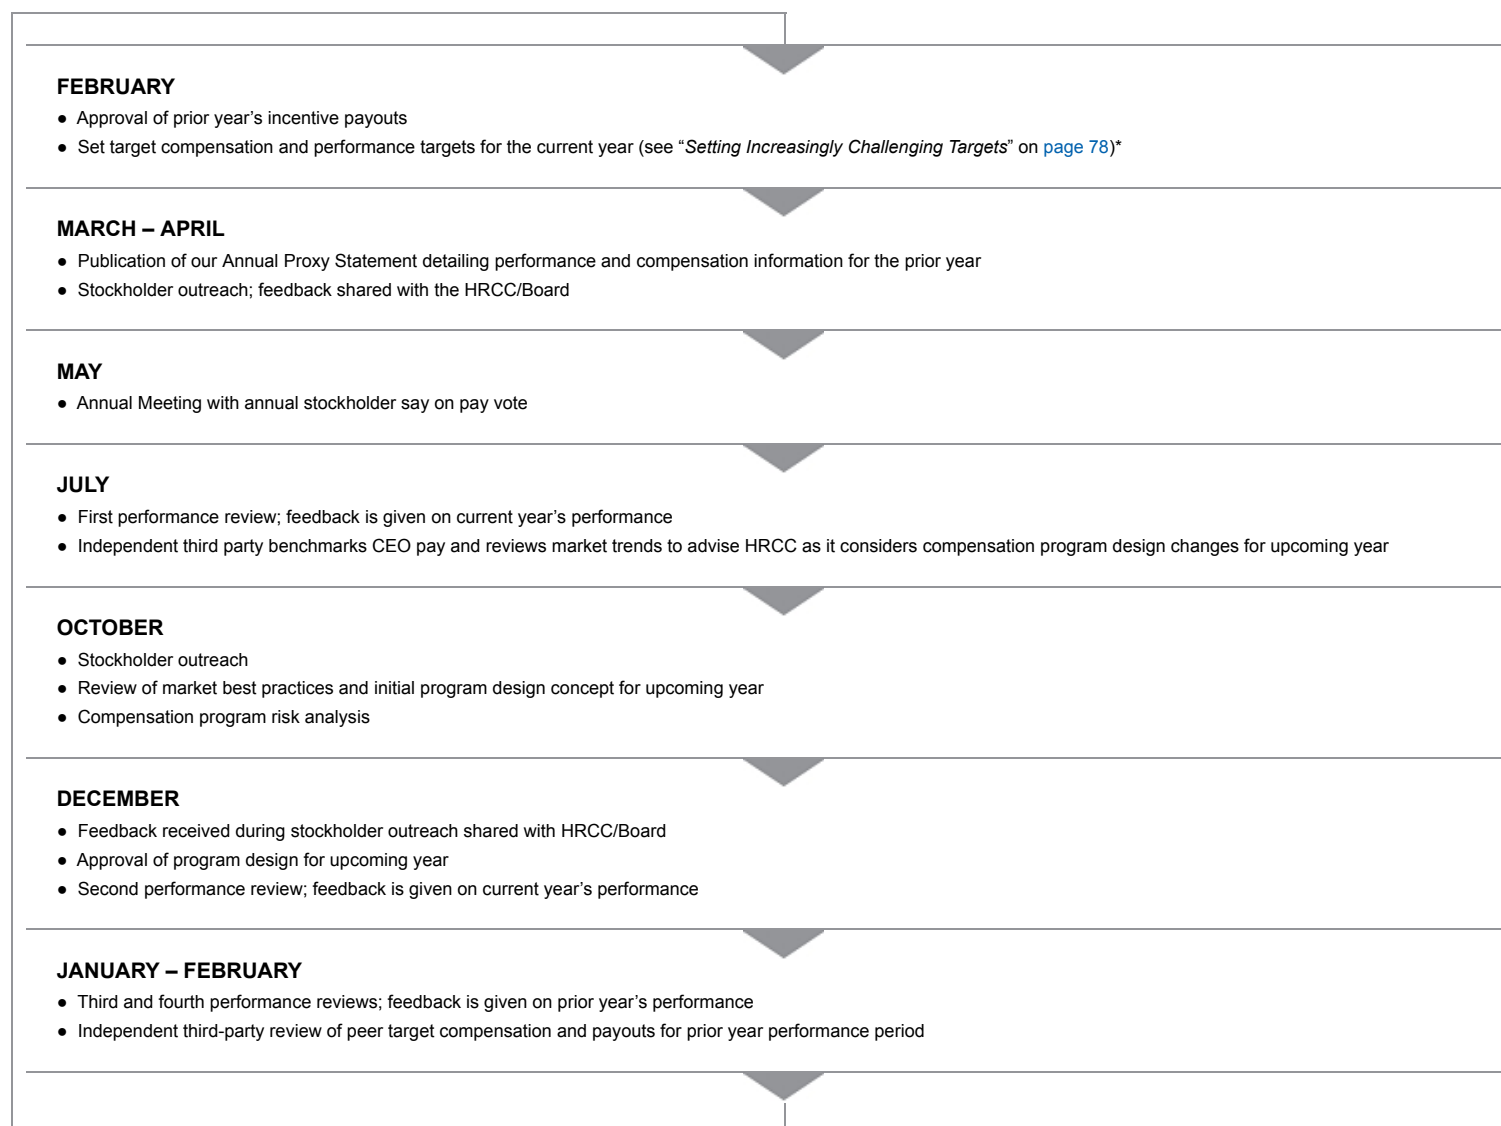 FEBRUARY
● Approval of prior year’s incentive payouts
● Set target compensation and performance targets for the current year (see “Setting Increasingly Challenging Targets” on page 78)*
MARCH – APRIL
● Publication of our Annual Proxy Statement detailing performance and compensation information for the prior year
● Stockholder outreach; feedback shared with the HRCC/Board
MAY
● Annual Meeting with annual stockholder say on pay vote
JULY
● First performance review; feedback is given on current year’s performance
● Independent third party benchmarks CEO pay and reviews market trends to advise HRCC as it considers compensation program design changes for upcoming year
OCTOBER
● Stockholder outreach
● Review of market best practices and initial program design concept for upcoming year
● Compensation program risk analysis
DECEMBER
● Feedback received during stockholder outreach shared with HRCC/Board
● Approval of program design for upcoming year
● Second performance review; feedback is given on current year’s performance
JANUARY – FEBRUARY
● Third and fourth performance reviews; feedback is given on prior year’s performance
● Independent third-party review of peer target compensation and payouts for prior year performance period